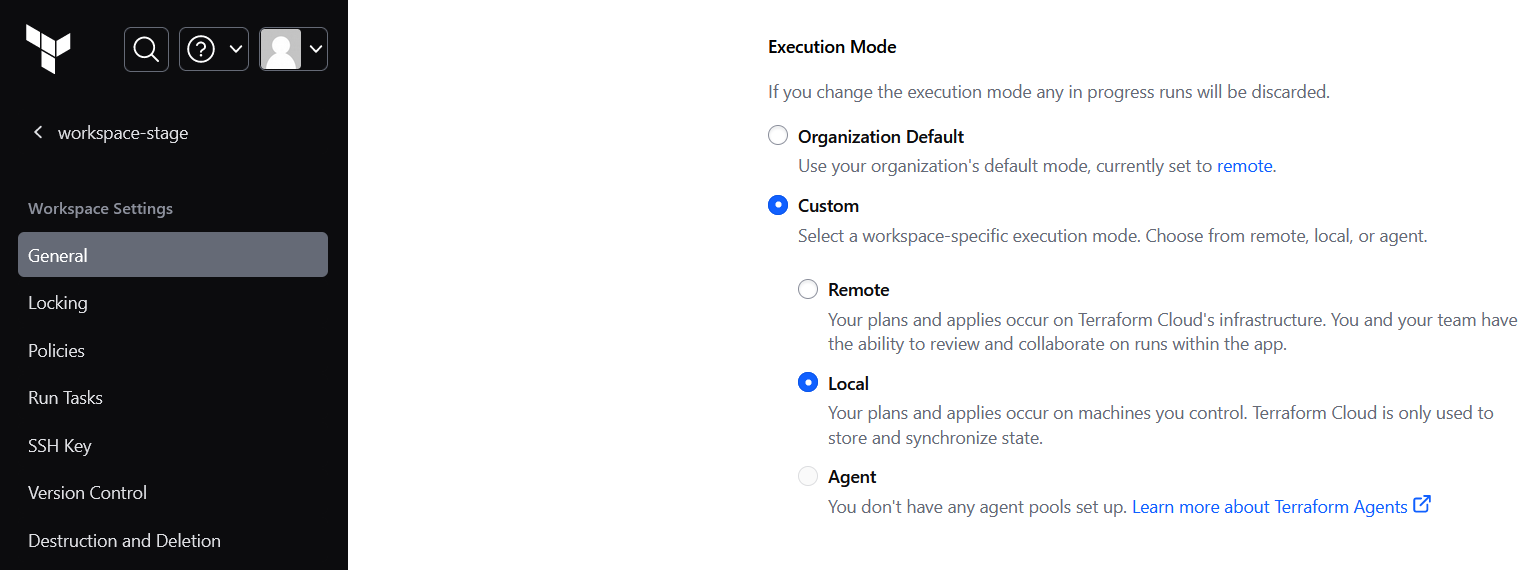 workspace-stage
Workspace Settings
General
Locking
Policies
Run Tasks
SSH Key
Version Control
Destruction and Deletion
Execution Mode
If you change the execution mode any in progress runs will be discarded.
Organization Default
Use your organization's default mode, currently set to remote.
Custom
Select a workspace-specific execution mode. Choose from remote, local, or agent.
Remote
Your plans and applies occur on Terraform Cloud's infrastructure. You and your team have
the ability to review and collaborate on runs within the app.
Local
Your plans and applies occur on machines you control. Terraform Cloud is only used to
store and synchronize state.
Agent
You don't have any agent pools set up. Learn more about Terraform Agents